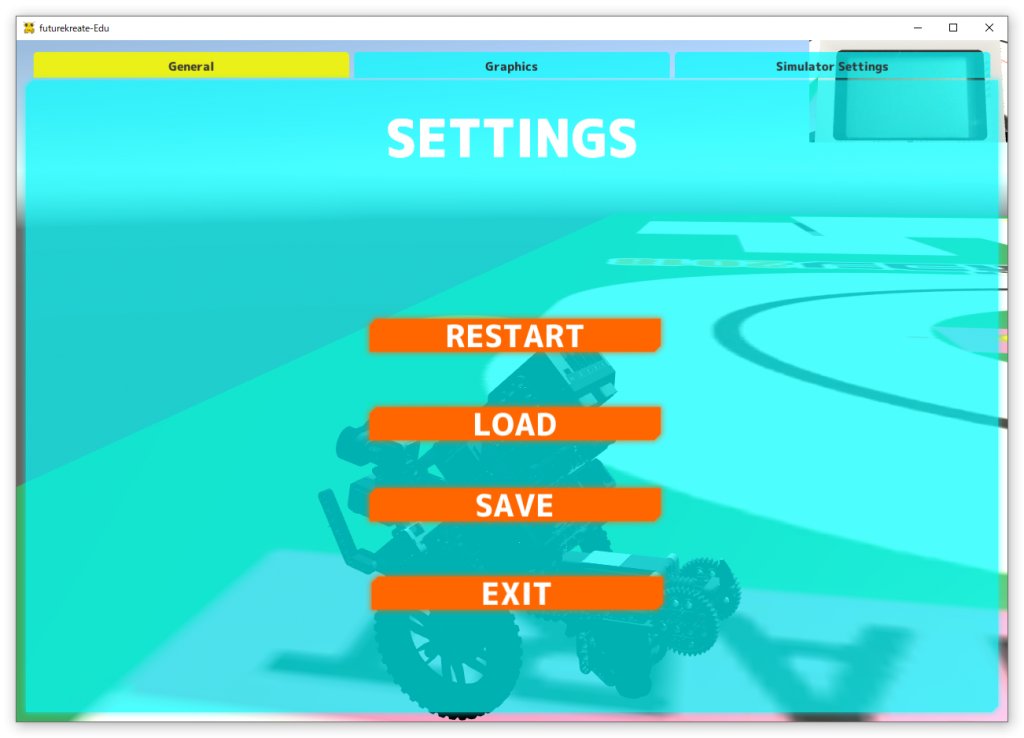 futurekreate-Edu
General
Graphics
Simulator Settings
SETTINGS
RESTART
LOAD
SAVE
EXIT